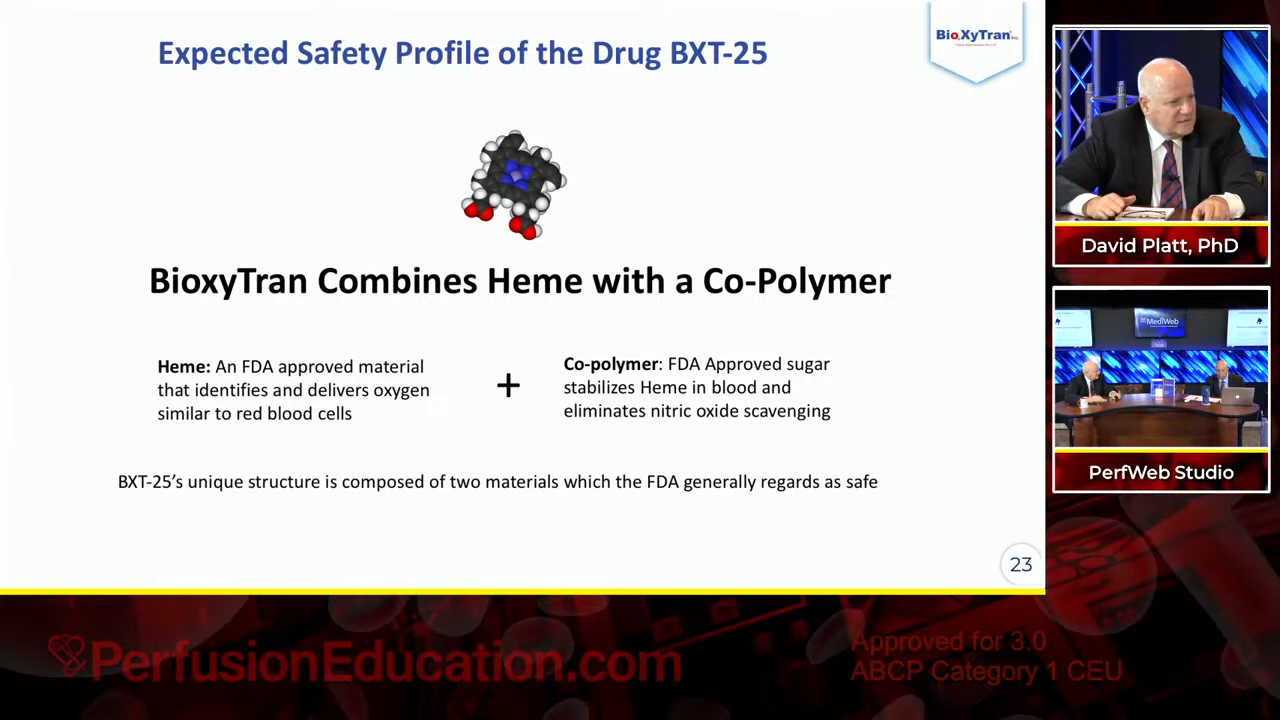 Expected Safety Profile of the Drug BXT-25
BioXyTran
BioxyTran Combines Heme with a Co-Polymer
Heme: An FDA approved material
that identifies and delivers oxygen
similar to red blood cells
+
Co-polymer: FDA Approved sugar
stabilizes Heme in blood and
eliminates nitric oxide scavenging
BXT-25’s unique structure is composed of two materials which the FDA generally regards as safe
23
David Platt, PhD
MediWeb
PerfWeb Studio
PerfusionEducation.com
Approved for 3.0
ABCP Category 1 CEU